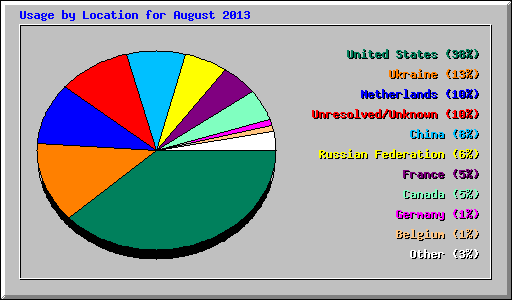 Usage by Location for August 2013
United States (38%)
Ukraine (13%)
Netherlands (10%)
Unresolved/Unknown (10%)
China (8%)
Russian Federation (6%)
France (5%)
Canada (5%)
Germany (1%)
Belgium (1%)
Other (3%)